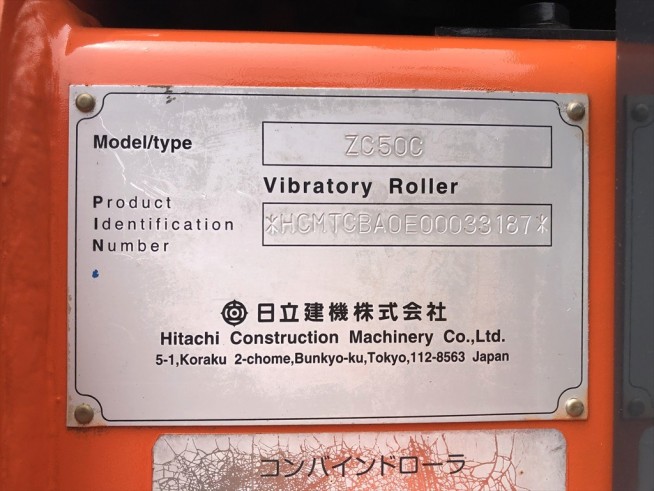 Model/type ZC50C
Vibratory Roller
Product
Identification *HCMTCBA0E00033187*
Number
日立建機株式会社
Hitachi Construction Machinery Co.,Ltd.
5-1,Koraku 2-chome,Bunkyo-ku,Tokyo,112-8563 Japan
コンバインドローラ